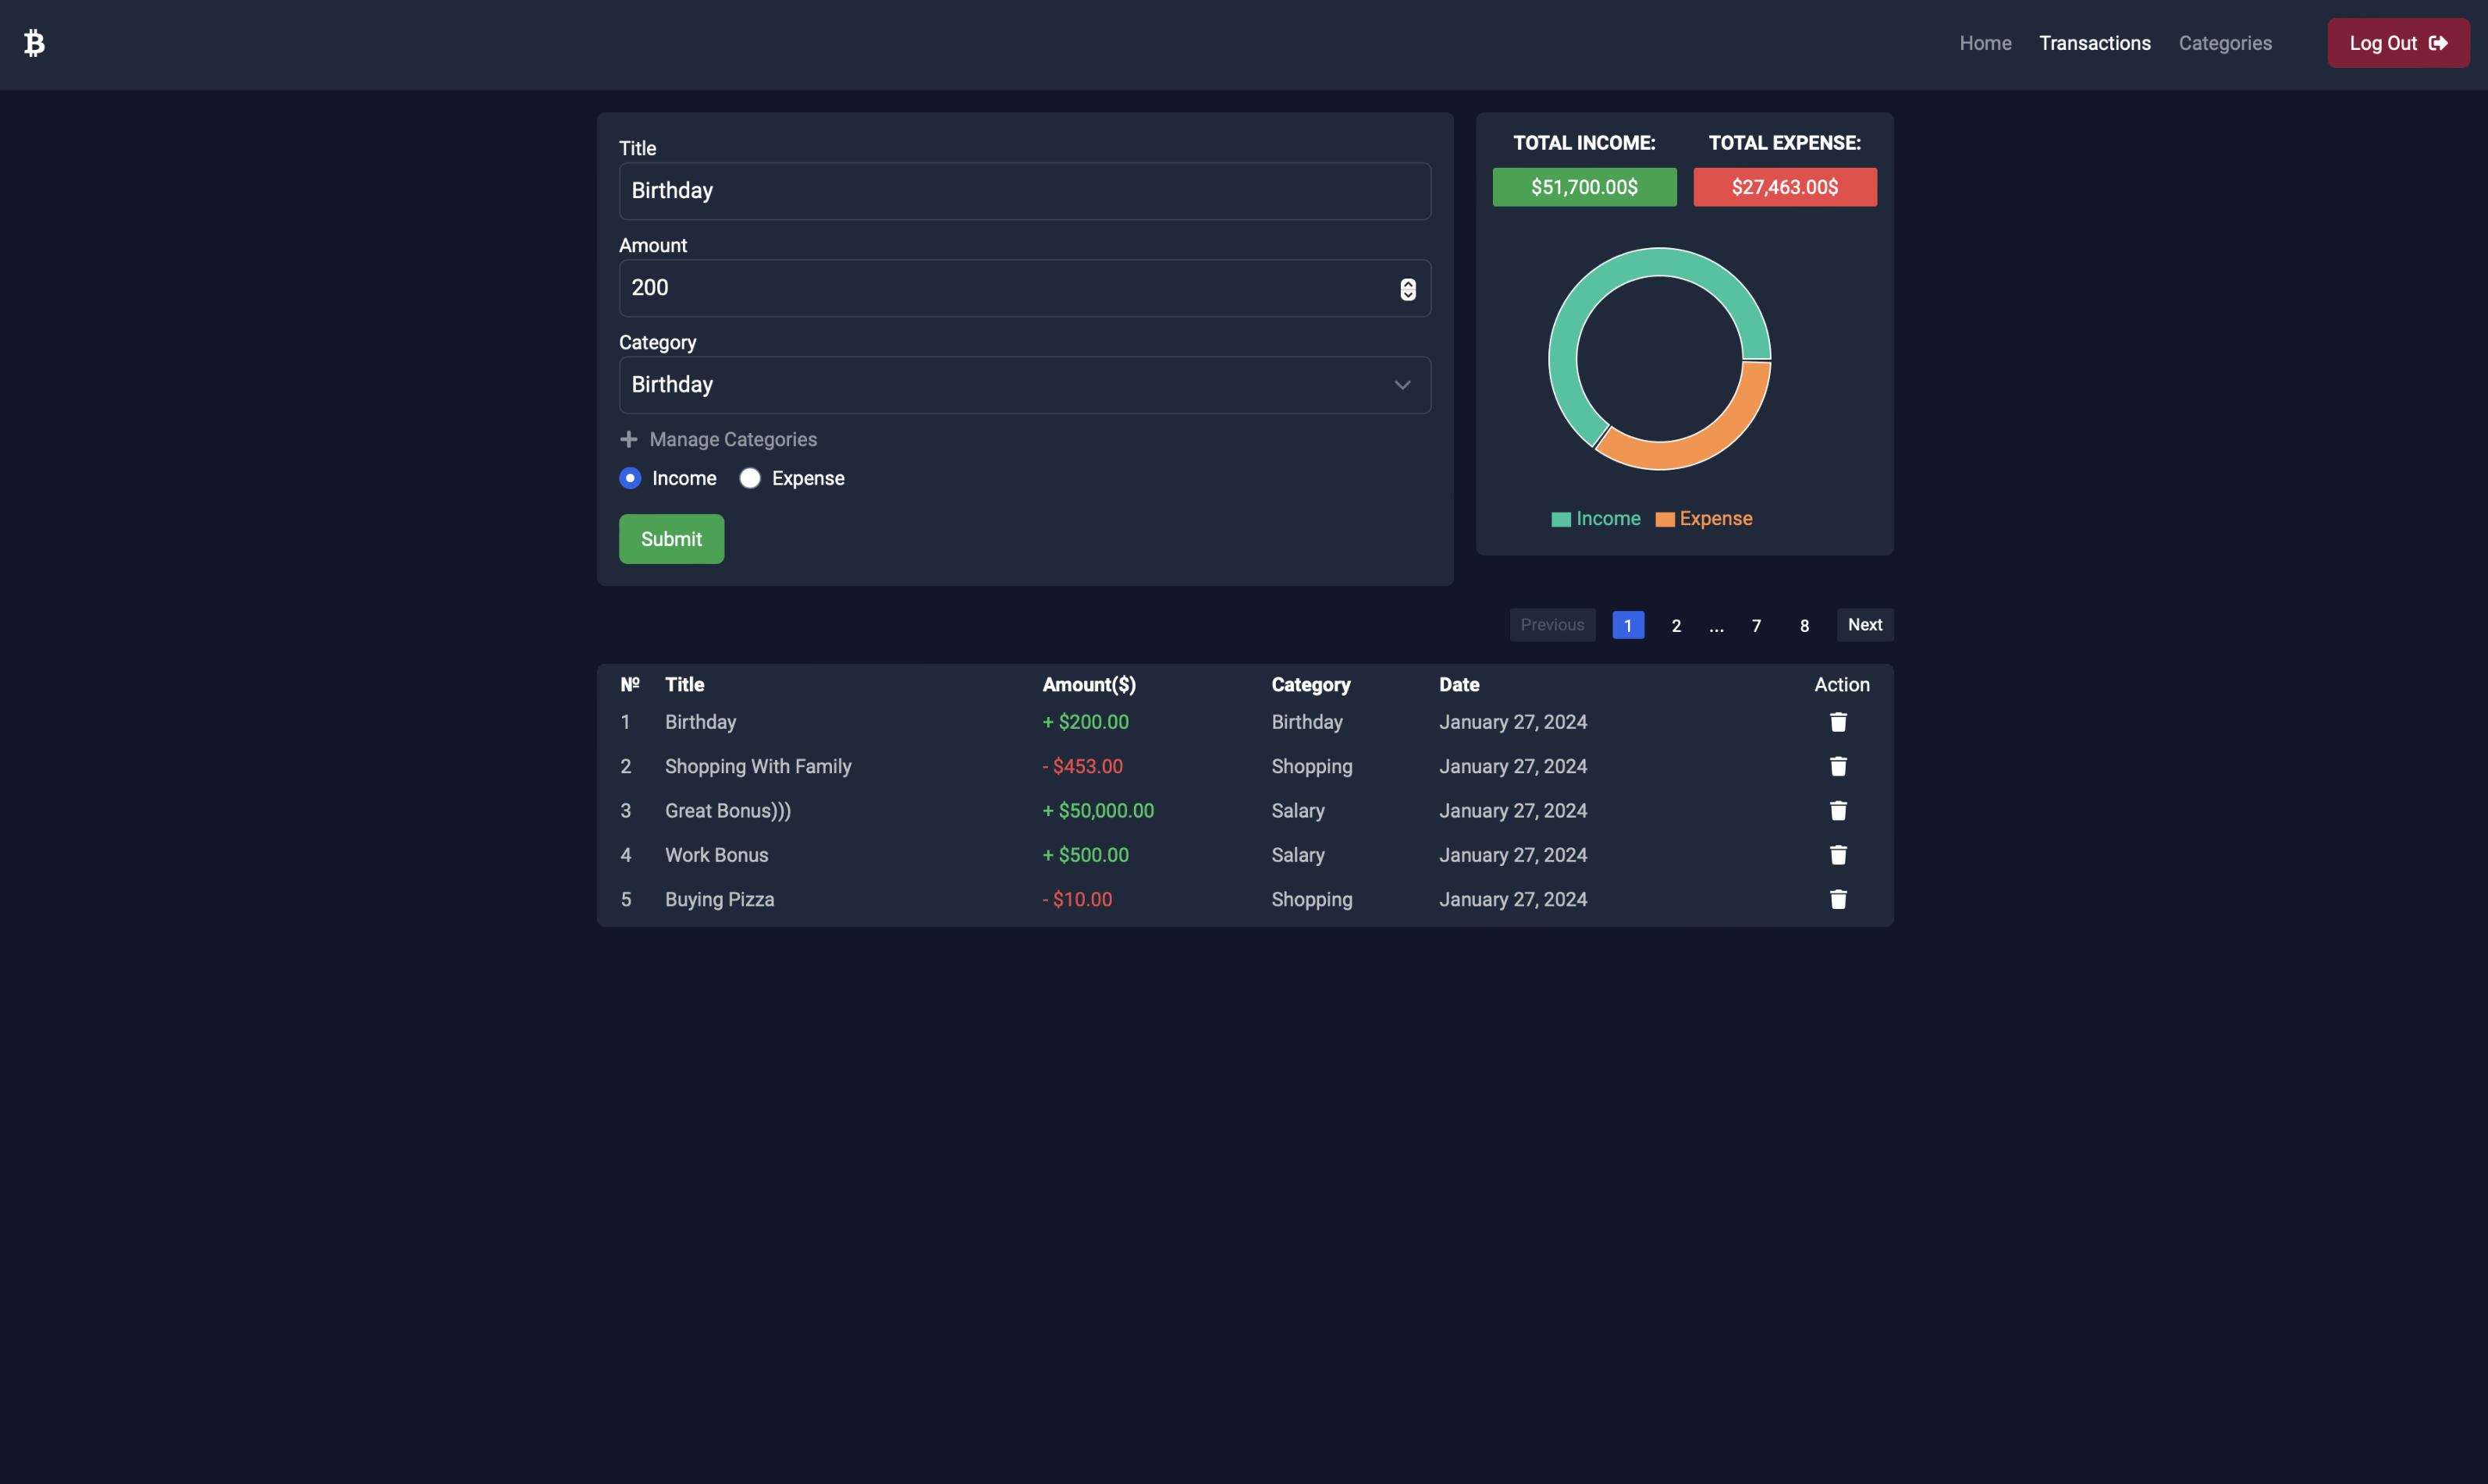 Home Transactions Categories Log Out
Title
Birthday
Amount
200
Category
Birthday
Manage Categories
Income Expense
Submit
TOTAL INCOME: TOTAL EXPENSE:
$51,700.00$ $27,463.00$
Income Expense
Previous 1 2 ... 7 8 Next
Nº Title Amount($) Category Date Action
1 Birthday + $200.00 Birthday January 27, 2024
2 Shopping With Family - $453.00 Shopping January 27, 2024
3 Great Bonus))) + $50,000.00 Salary January 27, 2024
4 Work Bonus + $500.00 Salary January 27, 2024
5 Buying Pizza - $10.00 Shopping January 27, 2024